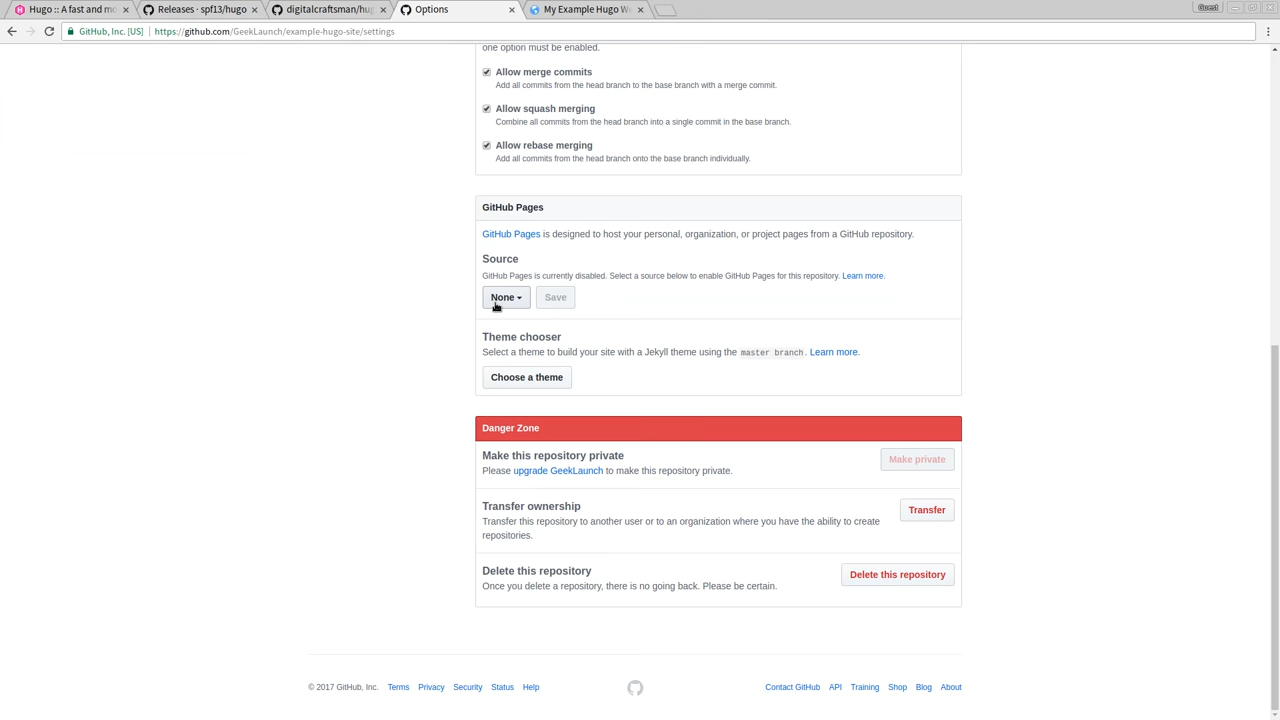 Hugo :: A fast and mo
Releases · spf13/hugo
digitalcraftsman/hug
Options
My Example Hugo We
Guest
GitHub, Inc. [US]
https://github.com/GeekLaunch/example-hugo-site/settings
one option must be enabled.
Allow merge commits
Add all commits from the head branch to the base branch with a merge commit.
Allow squash merging
Combine all commits from the head branch into a single commit in the base branch.
Allow rebase merging
Add all commits from the head branch onto the base branch individually.
GitHub Pages
GitHub Pages is designed to host your personal, organization, or project pages from a GitHub repository.
Source
GitHub Pages is currently disabled. Select a source below to enable GitHub Pages for this repository. Learn more.
None
Save
Theme chooser
Select a theme to build your site with a Jekyll theme using the master branch. Learn more.
Choose a theme
Danger Zone
Make this repository private
Please upgrade GeekLaunch to make this repository private.
Make private
Transfer ownership
Transfer this repository to another user or to an organization where you have the ability to create
repositories.
Transfer
Delete this repository
Once you delete a repository, there is no going back. Please be certain.
Delete this repository
© 2017 GitHub, Inc. Terms Privacy Security Status Help
Contact GitHub API Training Shop Blog About